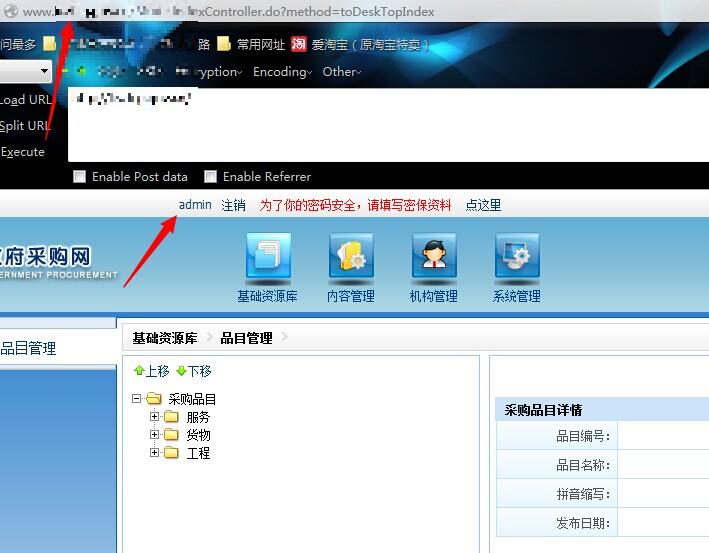 www. xController.do?method=toDeskTopIndex
问最多 路 常用网址 淘 爱淘宝（原淘宝特卖）
ryption Encoding Other
Load URL
Split URL
Execute
Enable Post data Enable Referrer
admin 注销 为了你的密码安全，请填写密保资料 点这里
府采购网
ERNMENT PROCUREMENT
基础资源库 内容管理 机构管理 系统管理
品目管理
基础资源库 品目管理
上移 下移
采购品目
服务
货物
工程
采购品目详情
品目编号：
品目名称：
拼音缩写：
发布日期：